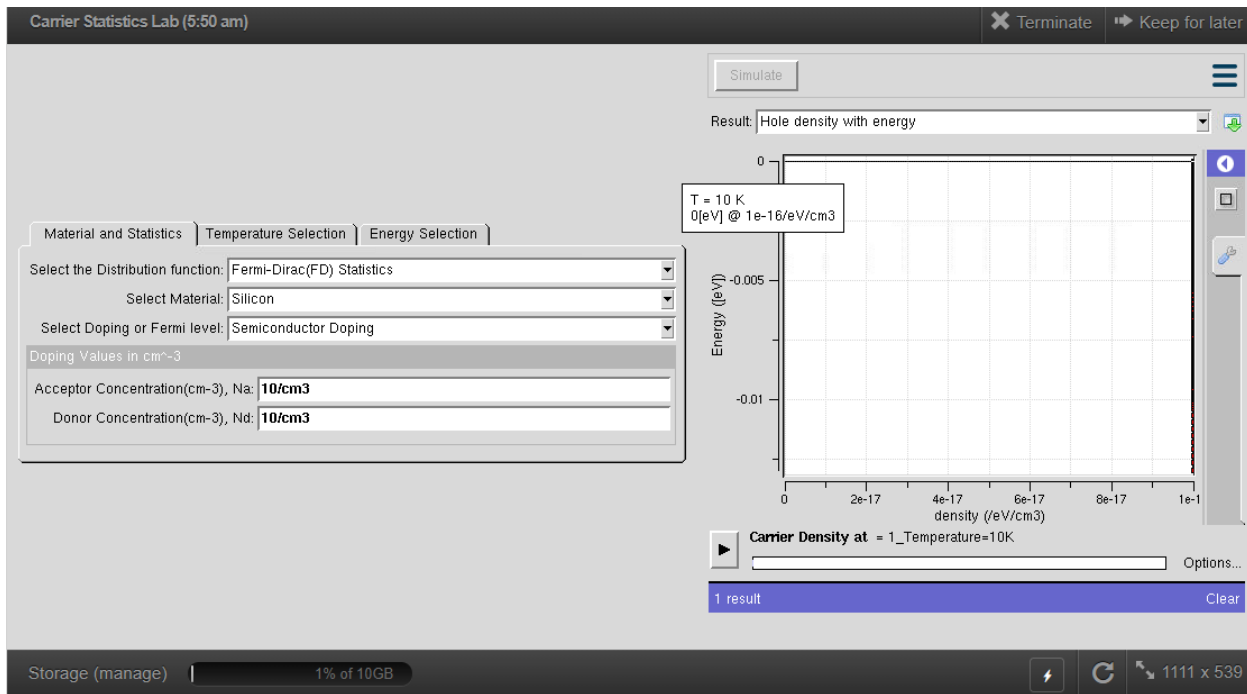 Carrier Statistics Lab (5:50 am)
Terminate
Keep for later
Simulate
Result: Hole density with energy
Material and Statistics
Temperature Selection
Energy Selection
Select the Distribution function: Fermi-Dirac(FD) Statistics
Select Material: Silicon
Select Doping or Fermi level: Semiconductor Doping
Doping Values in cm^-3
Acceptor Concentration(cm-3), Na: 10/cm3
Donor Concentration(cm-3), Nd: 10/cm3
0
T = 10 K
0[eV] @ 1e-16/eV/cm3
Energy ([eV])
-0.005
-0.01
0 2e-17 4e-17 6e-17 8e-17 1e-1
density (/eV/cm3)
Carrier Density at = 1_Temperature=10K
Options...
1 result
Clear
Storage (manage)
1% of 10GB
1111 x 539